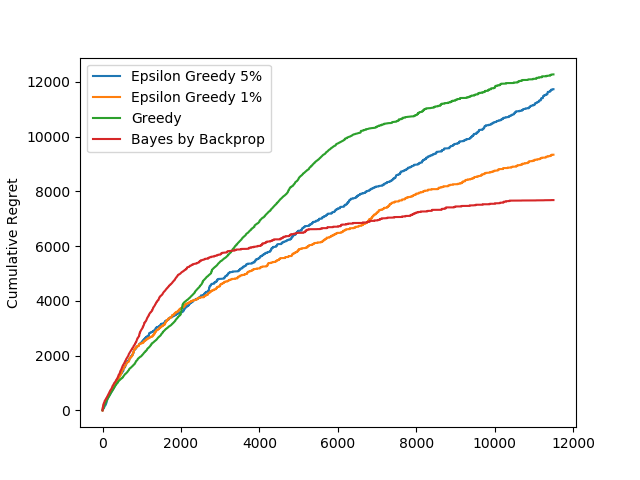 Epsilon Greedy 5%
Epsilon Greedy 1%
Greedy
Bayes by Backprop
Cumulative Regret
12000
10000
8000
6000
4000
2000
0
0 2000 4000 6000 8000 10000 12000